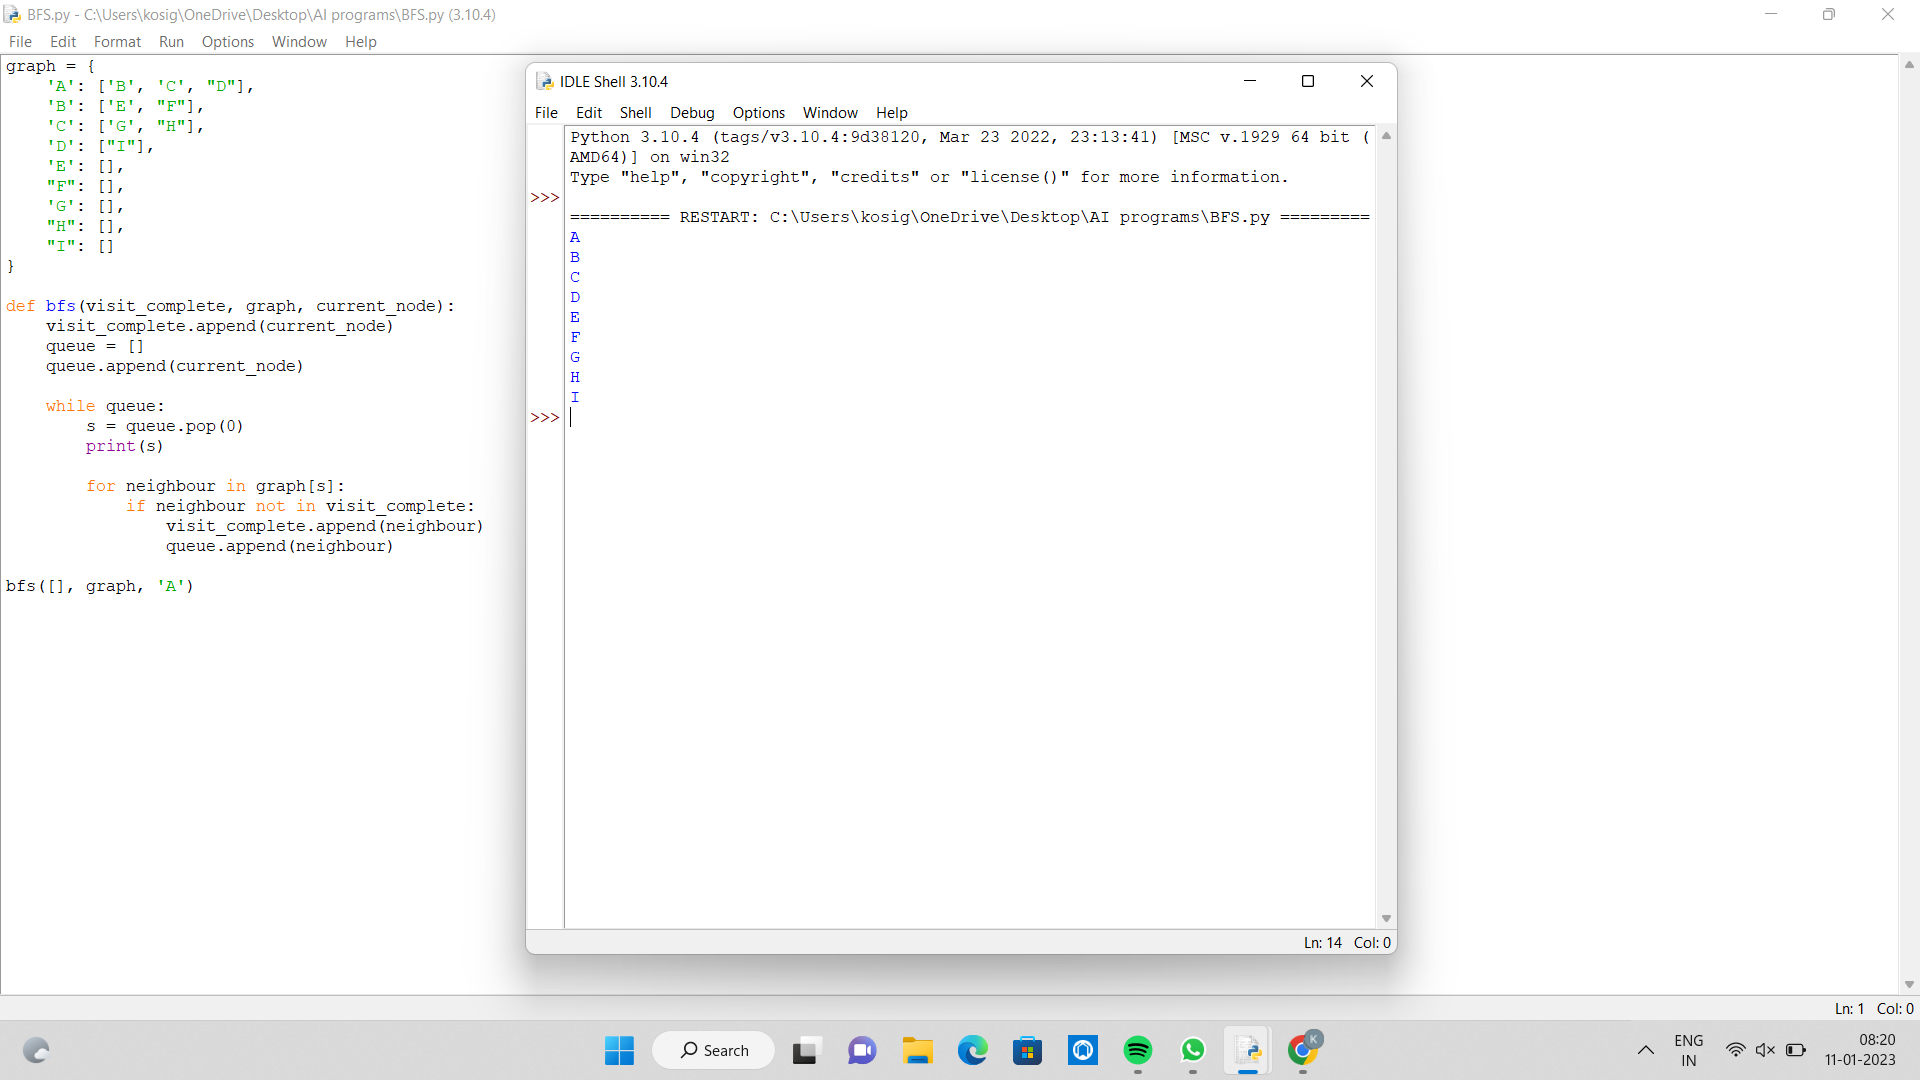 BFS.py - C:\Users\kosig\OneDrive\Desktop\AI programs\BFS.py (3.10.4)
File Edit Format Run Options Window Help
graph = {
    'A': ['B', 'C', "D"],
    'B': ['E', "F"],
    'C': ['G', "H"],
    'D': ["I"],
    'E': [],
    "F": [],
    'G': [],
    "H": [],
    "I": []
}
def bfs(visit_complete, graph, current_node):
    visit_complete.append(current_node)
    queue = []
    queue.append(current_node)
    while queue:
        s = queue.pop(0)
        print(s)
        for neighbour in graph[s]:
            if neighbour not in visit_complete:
                visit_complete.append(neighbour)
                queue.append(neighbour)
bfs([], graph, 'A')
IDLE Shell 3.10.4
File Edit Shell Debug Options Window Help
Python 3.10.4 (tags/v3.10.4:9d38120, Mar 23 2022, 23:13:41) [MSC v.1929 64 bit (
AMD64)] on win32
Type "help", "copyright", "credits" or "license()" for more information.
>>>
========== RESTART: C:\Users\kosig\OneDrive\Desktop\AI programs\BFS.py =========
A
B
C
D
E
F
G
H
I
>>>
Ln: 14 Col: 0
Ln: 1 Col: 0
Search
K
ENG
IN
08:20
11-01-2023